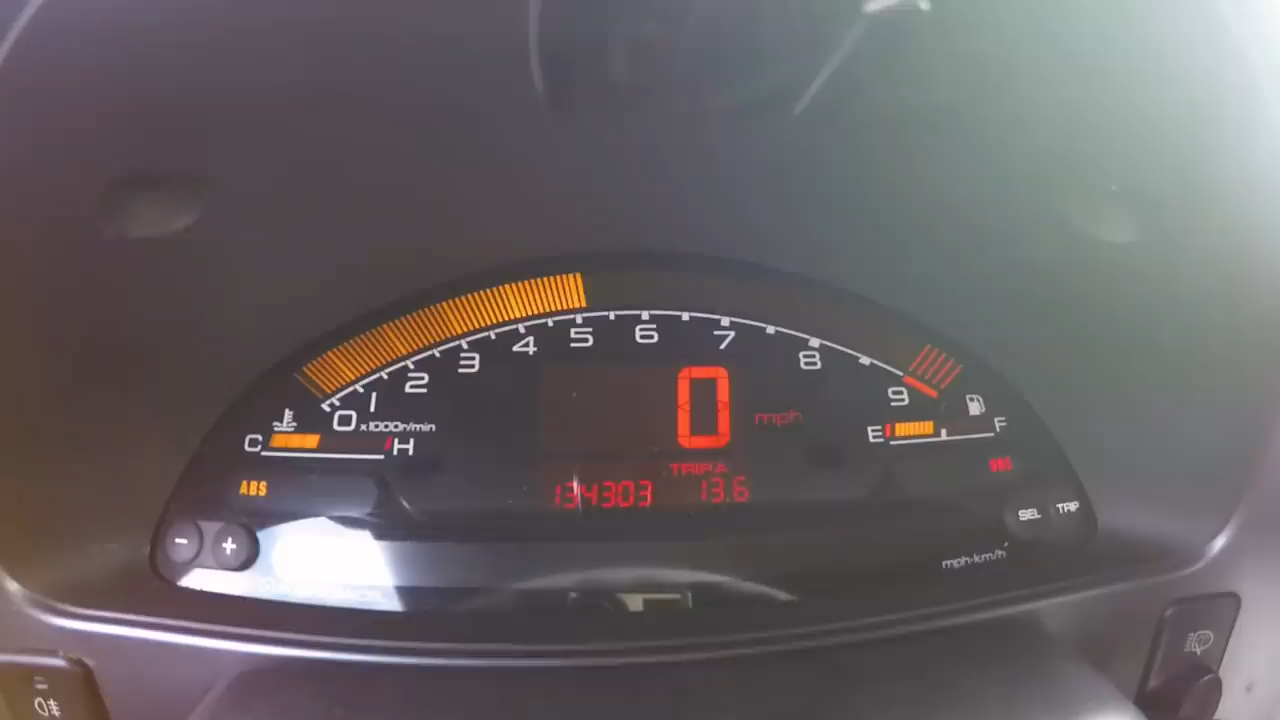 0 1 2 3 4 5 6 7 8 9
x1000r/min
C H
0 mph
E F
TRIP A
134303 13.6
ABS
SEL TRIP
- +
mph·km/h